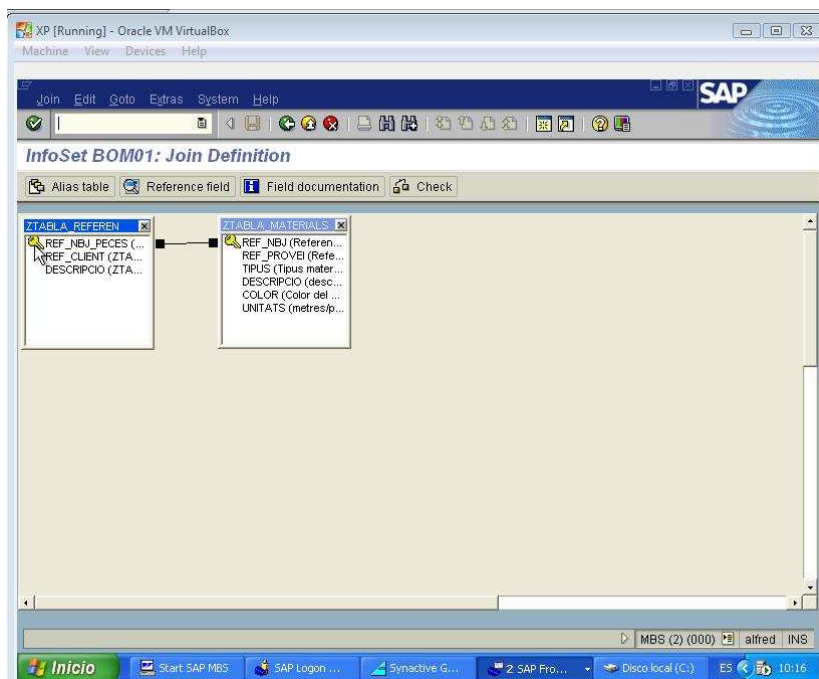 XP [Running] - Oracle VM VirtualBox
Machine View Devices Help
Join Edit Goto Extras System Help
SAP
InfoSet BOM01: Join Definition
Alias table Reference field Field documentation Check
ZTABLA_REFEREN
REF_NBJ_PECES (...
REF_CLIENT (ZTA...
DESCRIPCIO (ZTA...
ZTABLA_MATERIALS
REF_NBJ (Referen...
REF_PROVEI (Refe...
TIPUS (Tipus mater...
DESCRIPCIO (desc...
COLOR (Color del ...
UNITATS (metres/p...
MBS (2) (000) alfred INS
Inicio Start SAP MBS SAP Logon ... Synactive G... 2 SAP Fro... Disco local (C:) ES 10:16